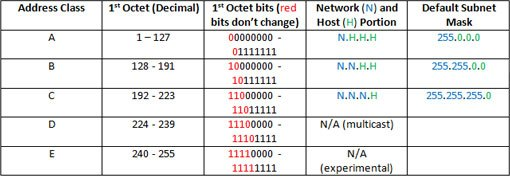 Address Class 1st Octet (Decimal) 1st Octet bits (red bits don't change) Network (N) and Host (H) Portion Default Subnet Mask
A 1 – 127 00000000 - 01111111 N.H.H.H 255.0.0.0
B 128 - 191 10000000 - 10111111 N.N.H.H 255.255.0.0
C 192 - 223 11000000 - 11011111 N.N.N.H 255.255.255.0
D 224 - 239 11100000 - 11101111 N/A (multicast)
E 240 - 255 11110000 - 11111111 N/A (experimental)